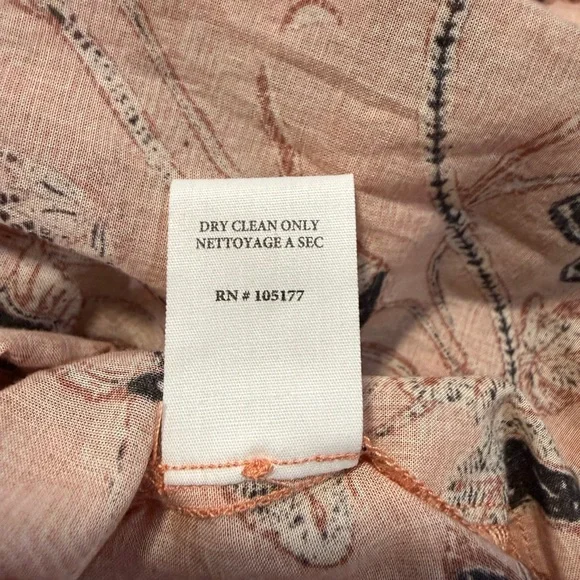 DRY CLEAN ONLY
NETTOYAGE A SEC
RN # 105177